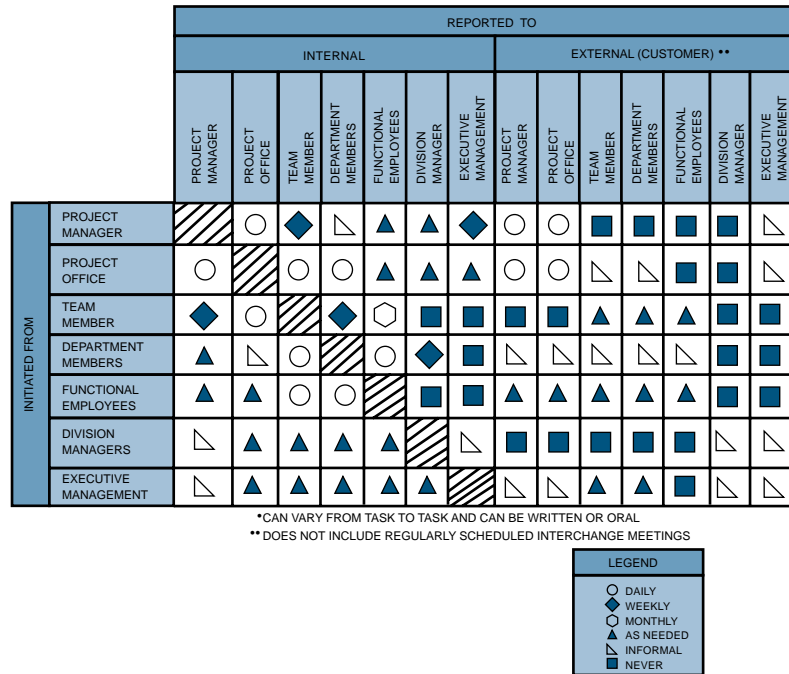 REPORTED TO
INTERNAL
EXTERNAL (CUSTOMER) **
PROJECT
MANAGER
PROJECT
OFFICE
TEAM
MEMBER
DEPARTMENT
MEMBERS
FUNCTIONAL
EMPLOYEES
DIVISION
MANAGER
EXECUTIVE
MANAGEMENT
PROJECT
MANAGER
PROJECT
OFFICE
TEAM
MEMBER
DEPARTMENT
MEMBERS
FUNCTIONAL
EMPLOYEES
DIVISION
MANAGER
EXECUTIVE
MANAGEMENT
INITIATED FROM
PROJECT
MANAGER
PROJECT
OFFICE
TEAM
MEMBER
DEPARTMENT
MEMBERS
FUNCTIONAL
EMPLOYEES
DIVISION
MANAGERS
EXECUTIVE
MANAGEMENT
*CAN VARY FROM TASK TO TASK AND CAN BE WRITTEN OR ORAL
** DOES NOT INCLUDE REGULARLY SCHEDULED INTERCHANGE MEETINGS
LEGEND
DAILY
WEEKLY
MONTHLY
AS NEEDED
INFORMAL
NEVER